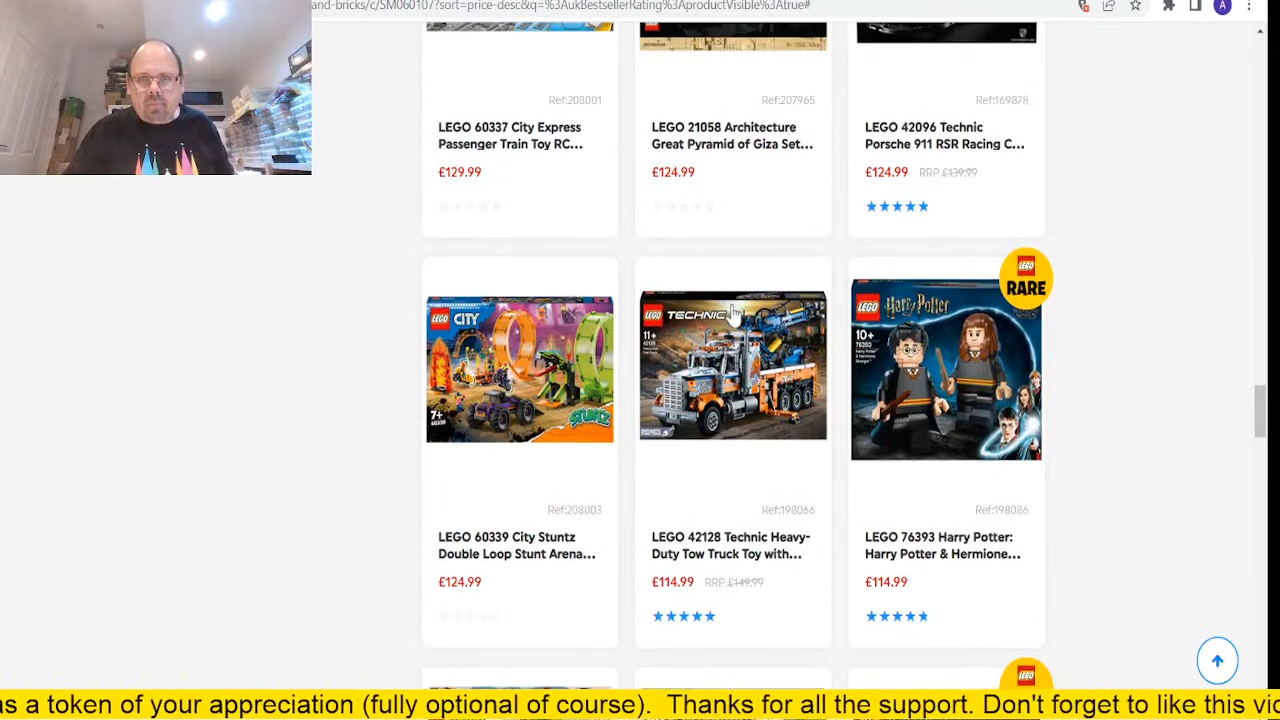 and-bricks/c/SM060107?sort=price-desc&q=%3AukBestsellerRating%3AproductVisible%3Atrue#
A
Ref:208001
Ref:207965
Ref:169878
LEGO 60337 City Express
Passenger Train Toy RC...
LEGO 21058 Architecture
Great Pyramid of Giza Set...
LEGO 42096 Technic
Porsche 911 RSR Racing C...
£129.99
£124.99
£124.99 RRP £139.99
LEGO
RARE
LEGO CITY
7+
60339
STUNTZ
LEGO TECHNIC
11+
42128
LEGO Harry Potter
10+
76393
Ref:208003
Ref:198066
Ref:198086
LEGO 60339 City Stuntz
Double Loop Stunt Arena...
LEGO 42128 Technic Heavy-
Duty Tow Truck Toy with...
LEGO 76393 Harry Potter:
Harry Potter & Hermione...
£124.99
£114.99 RRP £149.99
£114.99
LEGO
as a token of your appreciation (fully optional of course). Thanks for all the support. Don't forget to like this vid